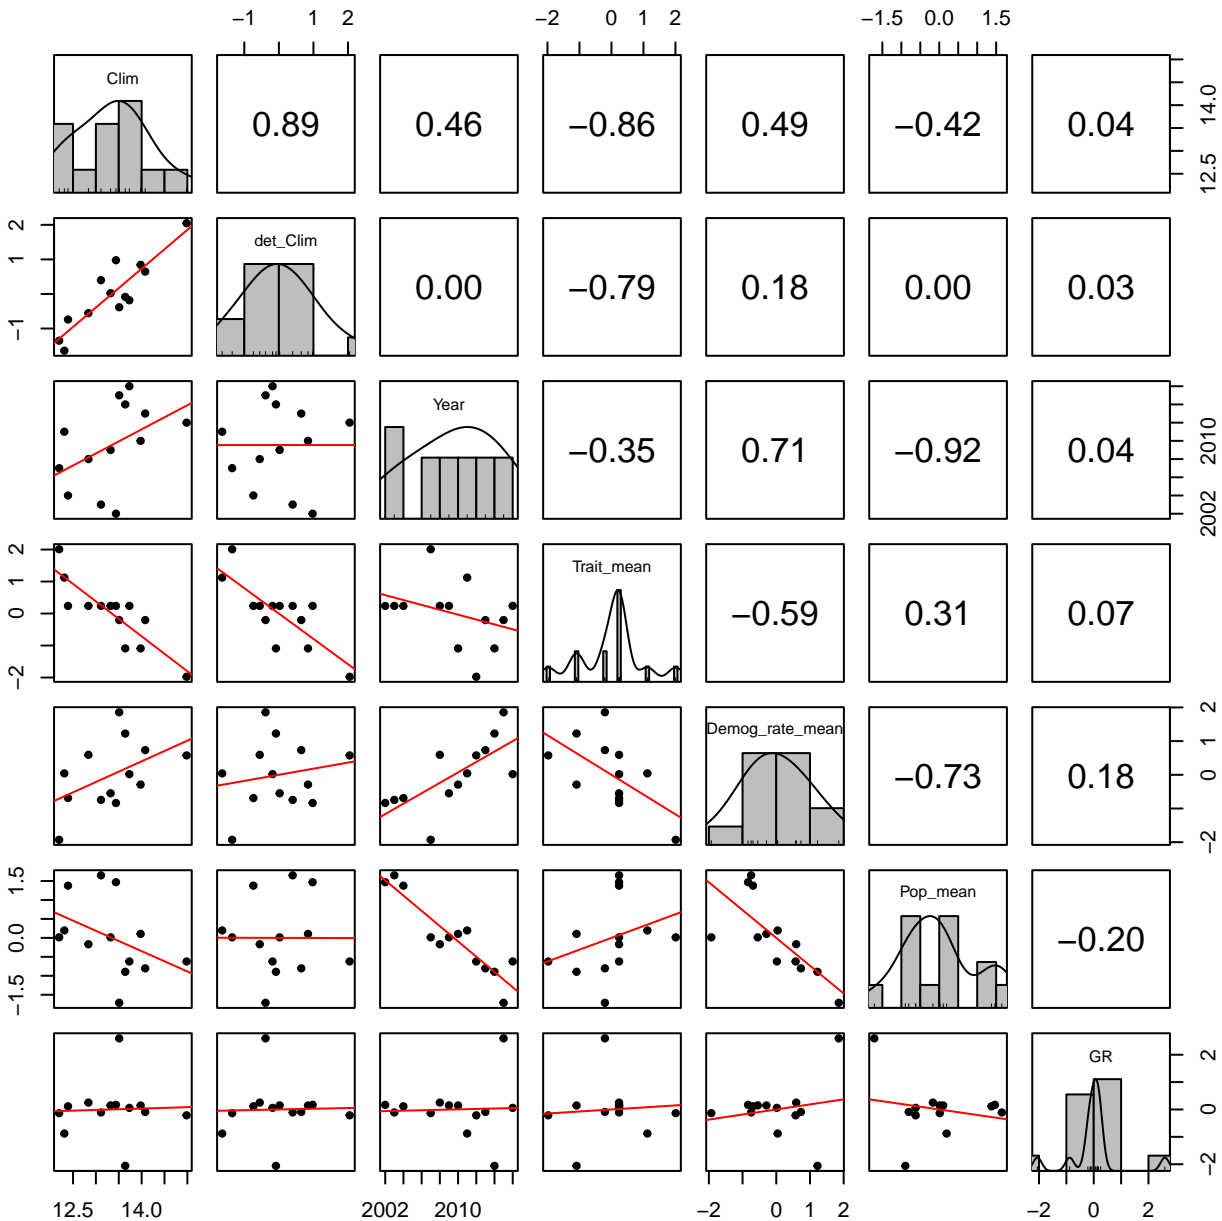 −1 1 2 −2 0 1 2 −1.5 0.0 1.5
Clim 0.89 0.46 −0.86 0.49 −0.42 0.04 12.5 14.0
−1 1 2 det_Clim 0.00 −0.79 0.18 0.00 0.03
Year −0.35 0.71 −0.92 0.04 2002 2010
−2 0 1 2 Trait_mean −0.59 0.31 0.07
Demog_rate_mean −0.73 0.18 −2 0 1 2
−1.5 0.0 1.5 Pop_mean −0.20
GR −2 0 2
12.5 14.0 2002 2010 −2 0 1 2 −2 0 2